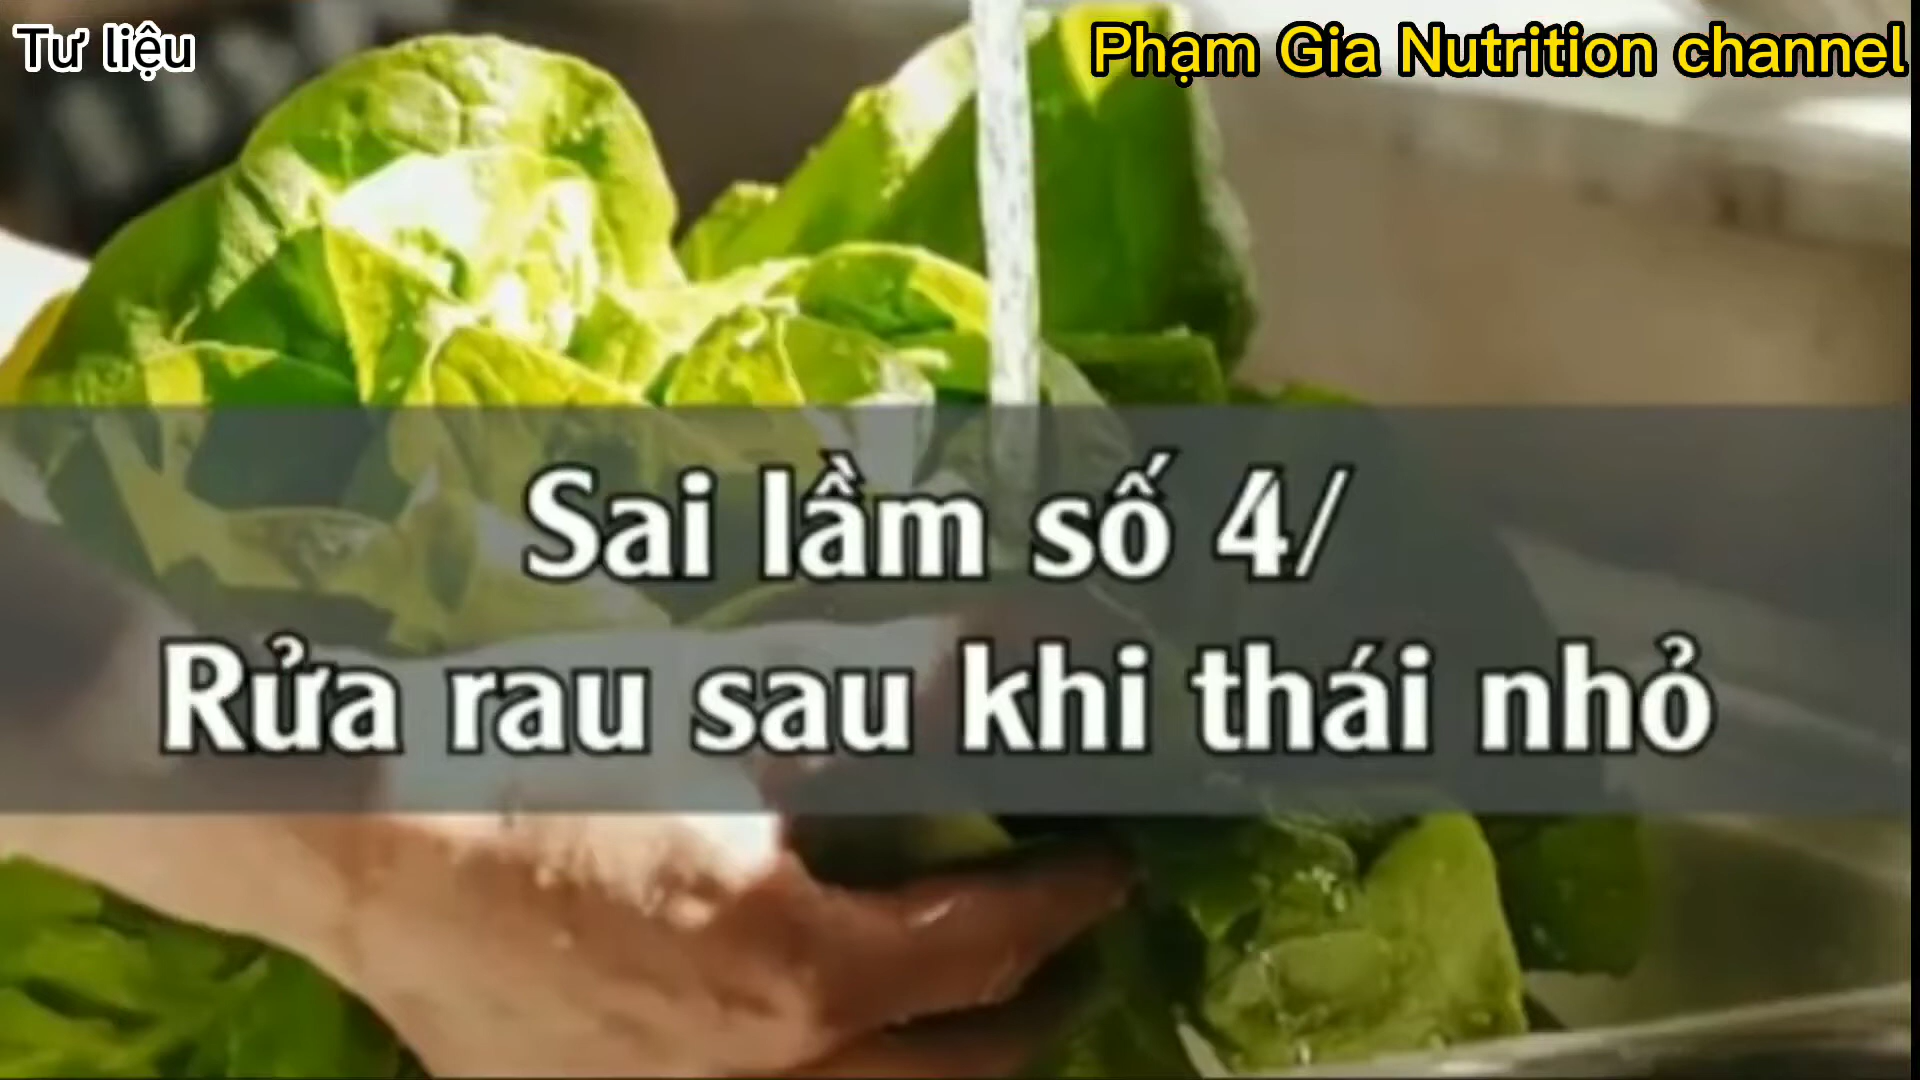 Tư liệu
Phạm Gia Nutrition channel
Sai lầm số 4/
Rửa rau sau khi thái nhỏ